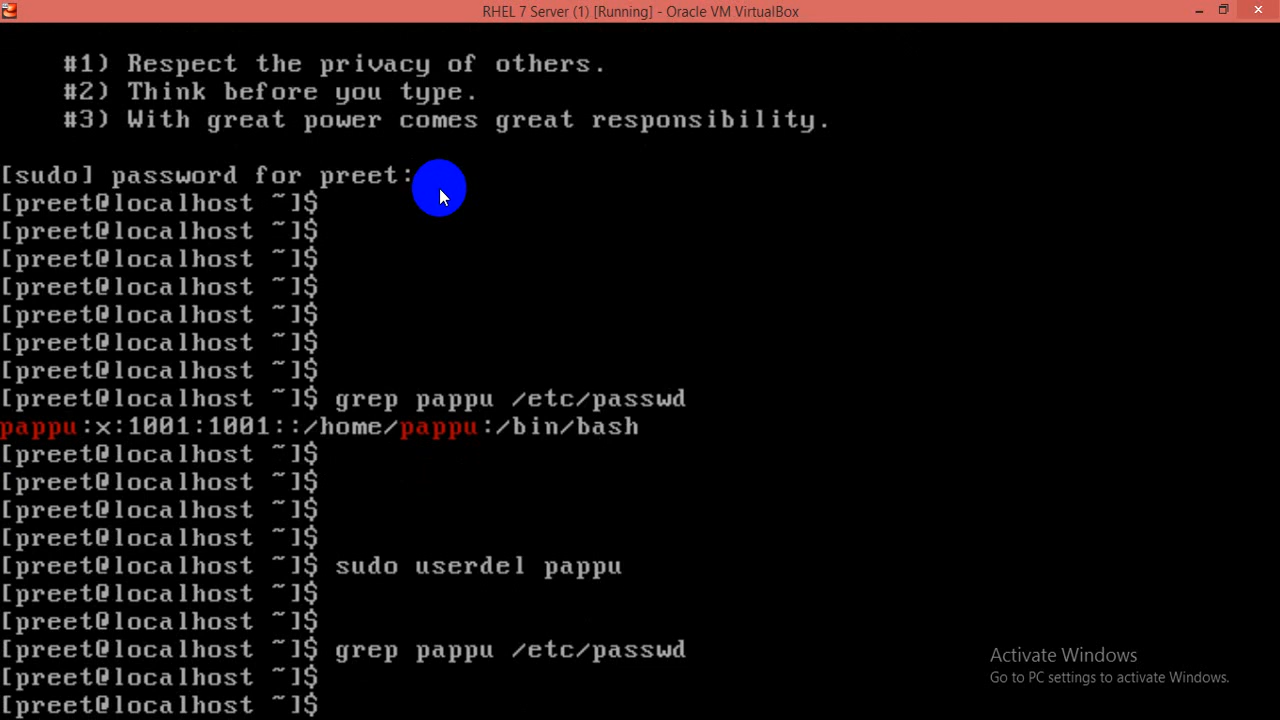 RHEL 7 Server (1) [Running] - Oracle VM VirtualBox
#1) Respect the privacy of others.
#2) Think before you type.
#3) With great power comes great responsibility.
[sudo] password for preet:
[preet@localhost ~]$
[preet@localhost ~]$
[preet@localhost ~]$
[preet@localhost ~]$
[preet@localhost ~]$
[preet@localhost ~]$
[preet@localhost ~]$
[preet@localhost ~]$ grep pappu /etc/passwd
pappu:x:1001:1001::/home/pappu:/bin/bash
[preet@localhost ~]$
[preet@localhost ~]$
[preet@localhost ~]$
[preet@localhost ~]$
[preet@localhost ~]$ sudo userdel pappu
[preet@localhost ~]$
[preet@localhost ~]$
[preet@localhost ~]$ grep pappu /etc/passwd
[preet@localhost ~]$
[preet@localhost ~]$
Activate Windows
Go to PC settings to activate Windows.